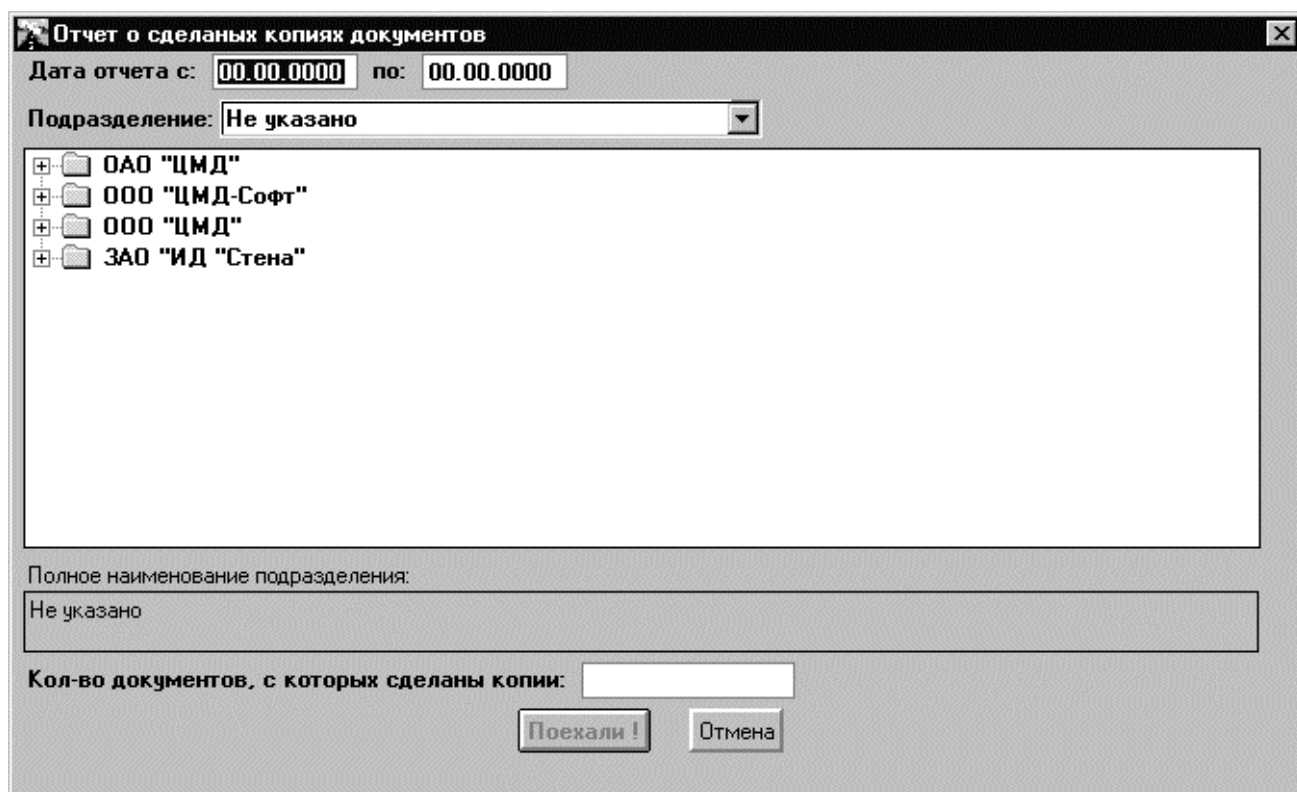 Отчет о сделаных копиях документов
Дата отчета с: 00.00.0000 по: 00.00.0000
Подразделение: Не указано
ОАО "ЦМД"
ООО "ЦМД-Софт"
ООО "ЦМД"
ЗАО "ИД "Стена"
Полное наименование подразделения:
Не указано
Кол-во документов, с которых сделаны копии:
Поехали ! Отмена